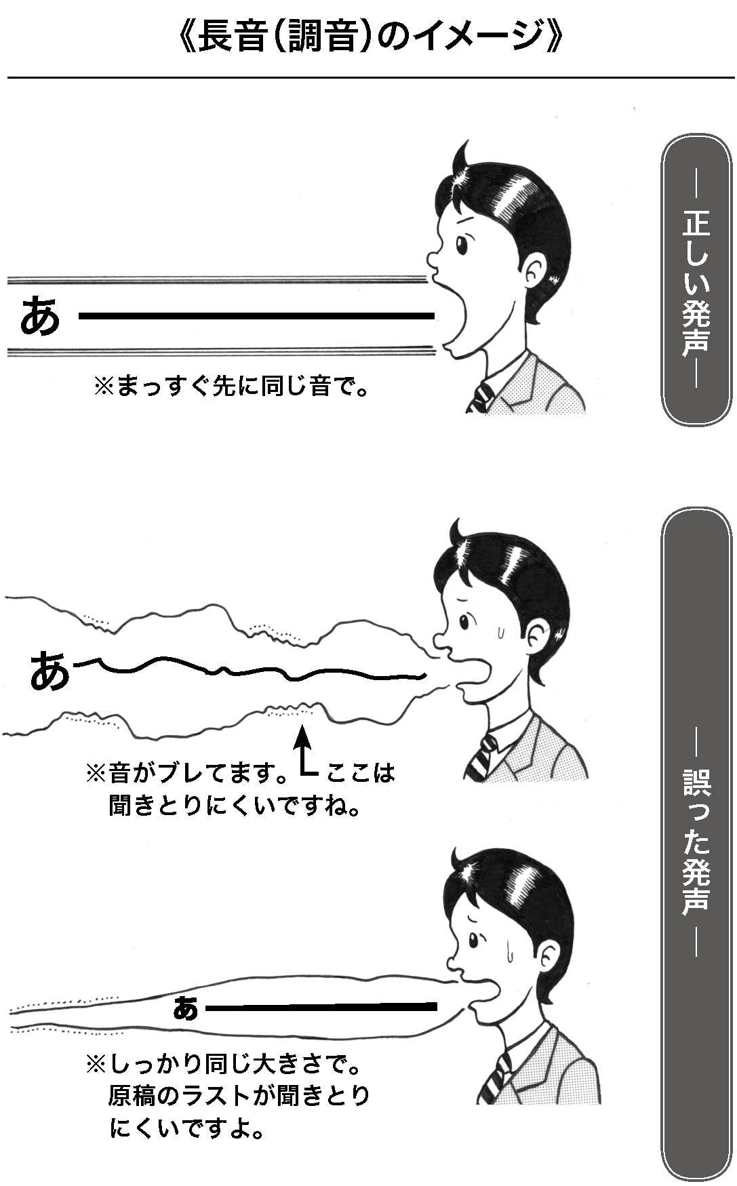 《長音（調音）のイメージ》
― 正しい発声 ―
あ
※まっすぐ先に同じ音で。
― 誤った発声 ―
あ
※音がブレてます。 ここは
聞きとりにくいですね。
あ
※しっかり同じ大きさで。
原稿のラストが聞きとり
にくいですよ。